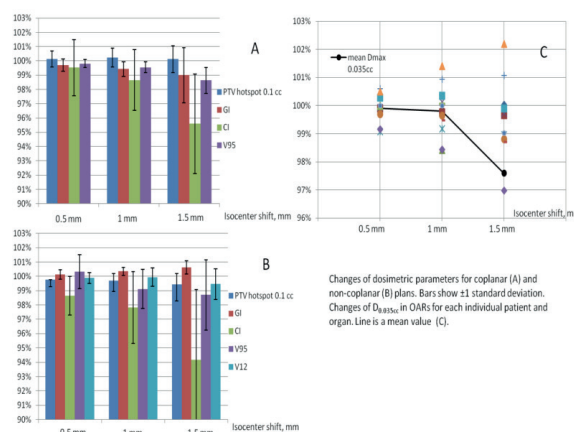 A
103%
102%
101%
100%
99%
98%
97%
96%
95%
94%
93%
92%
91%
90%
PTV hotspot 0.1 cc
GI
CI
V95
0.5 mm
1 mm
1.5 mm
Isocenter shift, mm
B
103%
102%
101%
100%
99%
98%
97%
96%
95%
94%
93%
92%
91%
90%
PTV hotspot 0.1 cc
GI
CI
V95
V12
0.5 mm
1 mm
1.5 mm
Isocenter shift, mm
C
103%
102%
101%
100%
99%
98%
97%
96%
mean Dmax
0.035cc
0.5 mm
1 mm
1.5 mm
Isocenter shift, m
Changes of dosimetric parameters for coplanar (A) and
non-coplanar (B) plans. Bars show ±1 standard deviation.
Changes of D0.035cc in OARs for each individual patient and
organ. Line is a mean value (C).